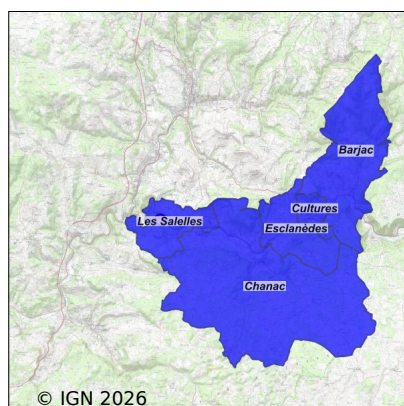 Barjac
Cultures
Les Salelles
Esclanèdes
Chanac
© IGN 2026